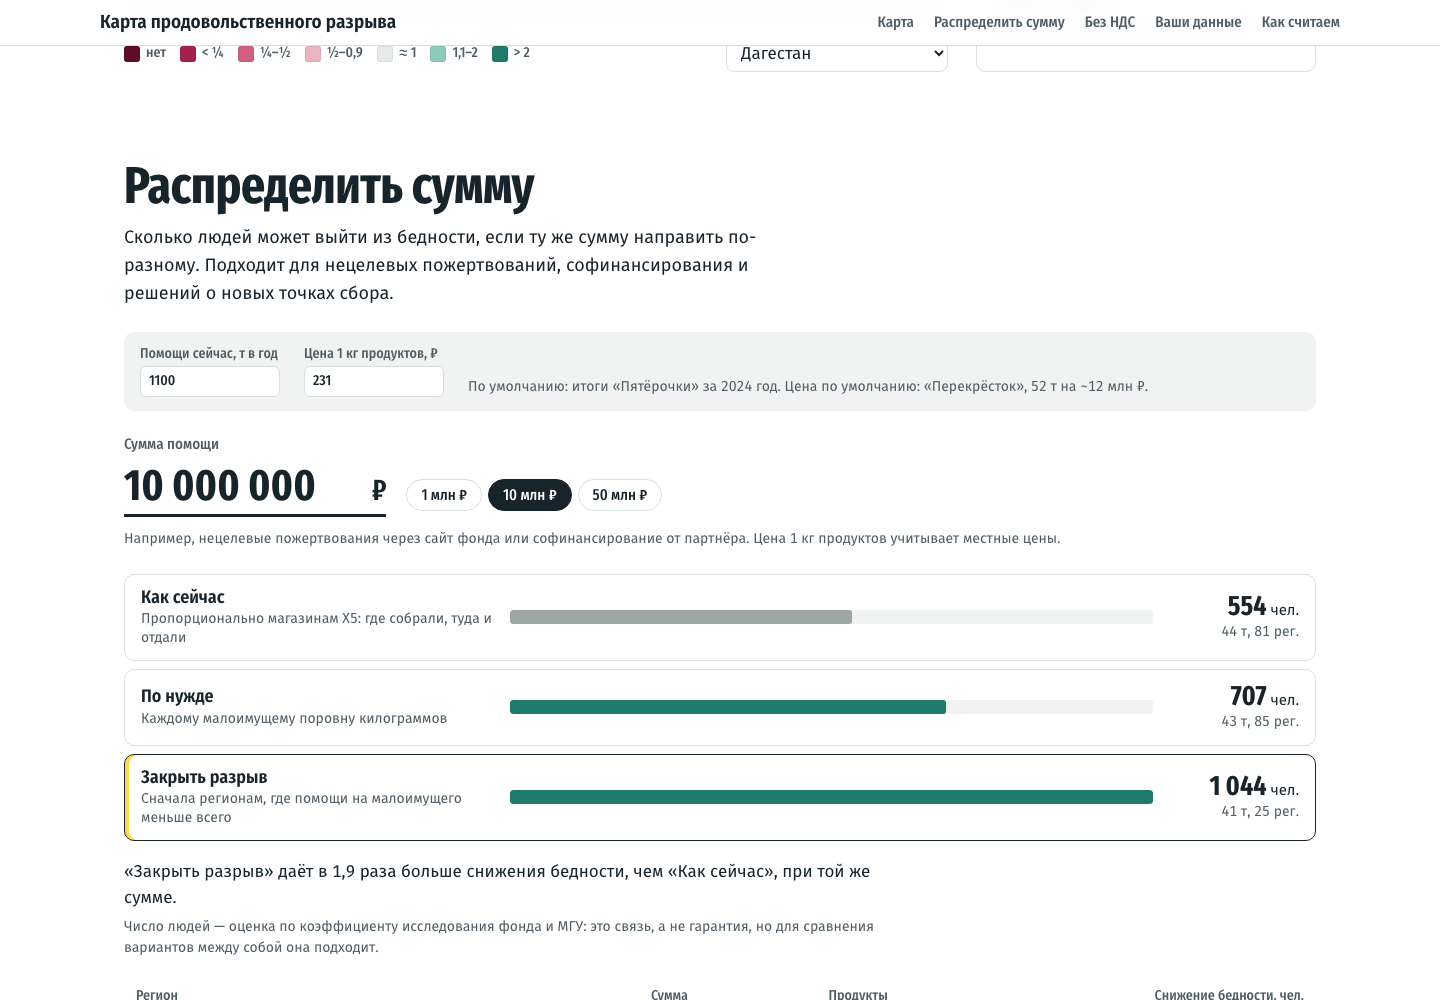 Карта продовольственного разрыва
Карта Распределить сумму Без НДС Ваши данные Как считаем
нет < ¼ ¼–½ ½–0,9 ≈ 1 1,1–2 > 2
Дагестан
Распределить сумму
Сколько людей может выйти из бедности, если ту же сумму направить по-
разному. Подходит для нецелевых пожертвований, софинансирования и
решений о новых точках сбора.
Помощи сейчас, т в год
Цена 1 кг продуктов, ₽
1100
231
По умолчанию: итоги «Пятёрочки» за 2024 год. Цена по умолчанию: «Перекрёсток», 52 т на ~12 млн ₽.
Сумма помощи
10 000 000 ₽
1 млн ₽ 10 млн ₽ 50 млн ₽
Например, нецелевые пожертвования через сайт фонда или софинансирование от партнёра. Цена 1 кг продуктов учитывает местные цены.
Как сейчас
Пропорционально магазинам X5: где собрали, туда и
отдали
554 чел.
44 т, 81 рег.
По нужде
Каждому малоимущему поровну килограммов
707 чел.
43 т, 85 рег.
Закрыть разрыв
Сначала регионам, где помощи на малоимущего
меньше всего
1 044 чел.
41 т, 25 рег.
«Закрыть разрыв» даёт в 1,9 раза больше снижения бедности, чем «Как сейчас», при той же
сумме.
Число людей — оценка по коэффициенту исследования фонда и МГУ: это связь, а не гарантия, но для сравнения
вариантов между собой она подходит.
Регион Сумма Продукты Снижение бедности, чел.